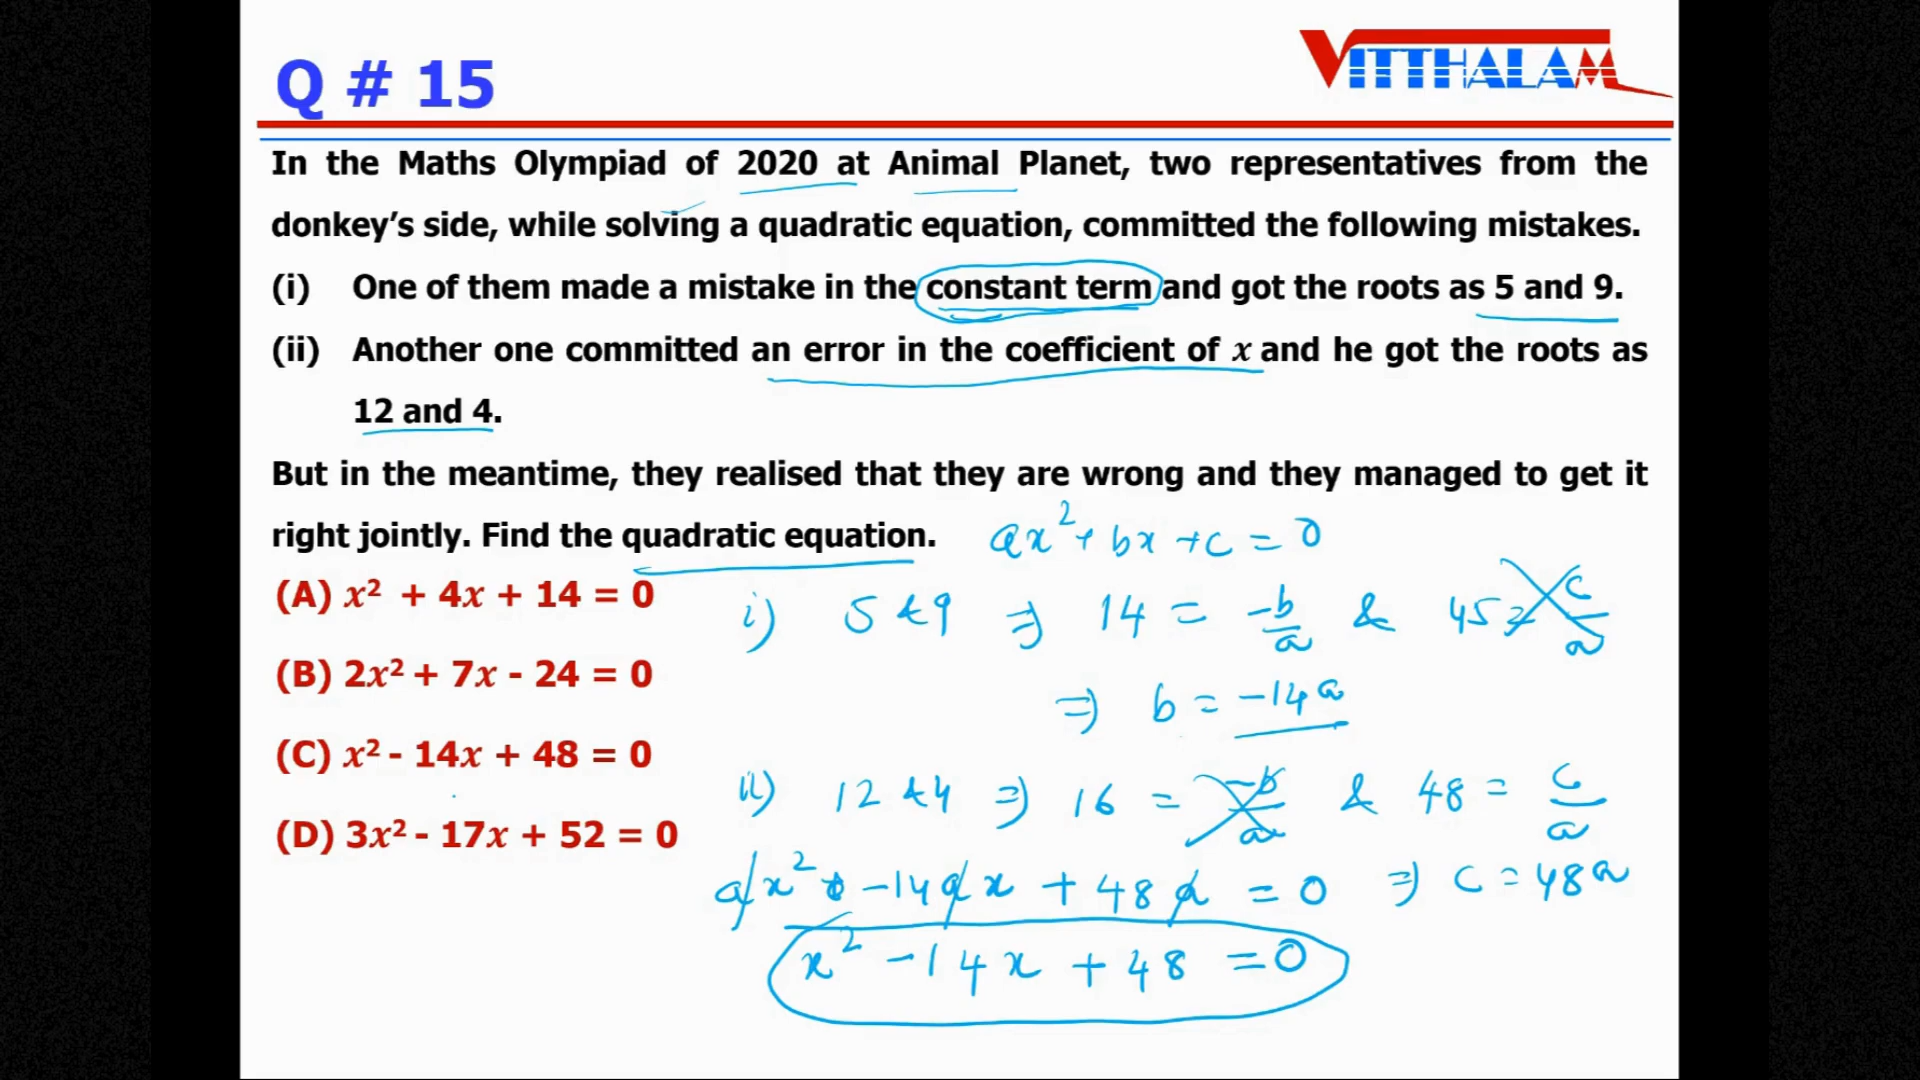 Q # 15
VITTHALAM
In the Maths Olympiad of 2020 at Animal Planet, two representatives from the
donkey's side, while solving a quadratic equation, committed the following mistakes.
(i) One of them made a mistake in the constant term and got the roots as 5 and 9.
(ii) Another one committed an error in the coefficient of x and he got the roots as
12 and 4.
But in the meantime, they realised that they are wrong and they managed to get it
right jointly. Find the quadratic equation.
ax² + bx + c = 0
(A) x² + 4x + 14 = 0
i) 5 & 9 ⇒ 14 = -b/a & 45 = c/a
(B) 2x² + 7x - 24 = 0
⇒ b = -14a
(C) x² - 14x + 48 = 0
ii) 12 & 4 ⇒ 16 = -b/a & 48 = c/a
(D) 3x² - 17x + 52 = 0
ax² + -14ax + 48a = 0 ⇒ c = 48a
x² - 14x + 48 = 0